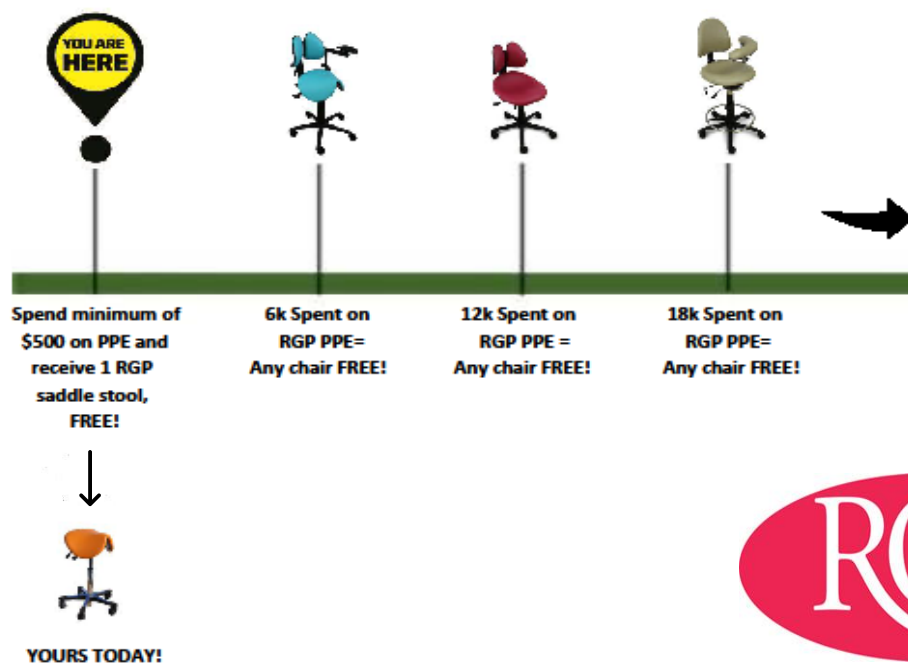 YOU ARE
HERE
Spend minimum of
$500 on PPE and
receive 1 RGP
saddle stool,
FREE!
6k Spent on
RGP PPE=
Any chair FREE!
12k Spent on
RGP PPE =
Any chair FREE!
18k Spent on
RGP PPE=
Any chair FREE!
YOURS TODAY!